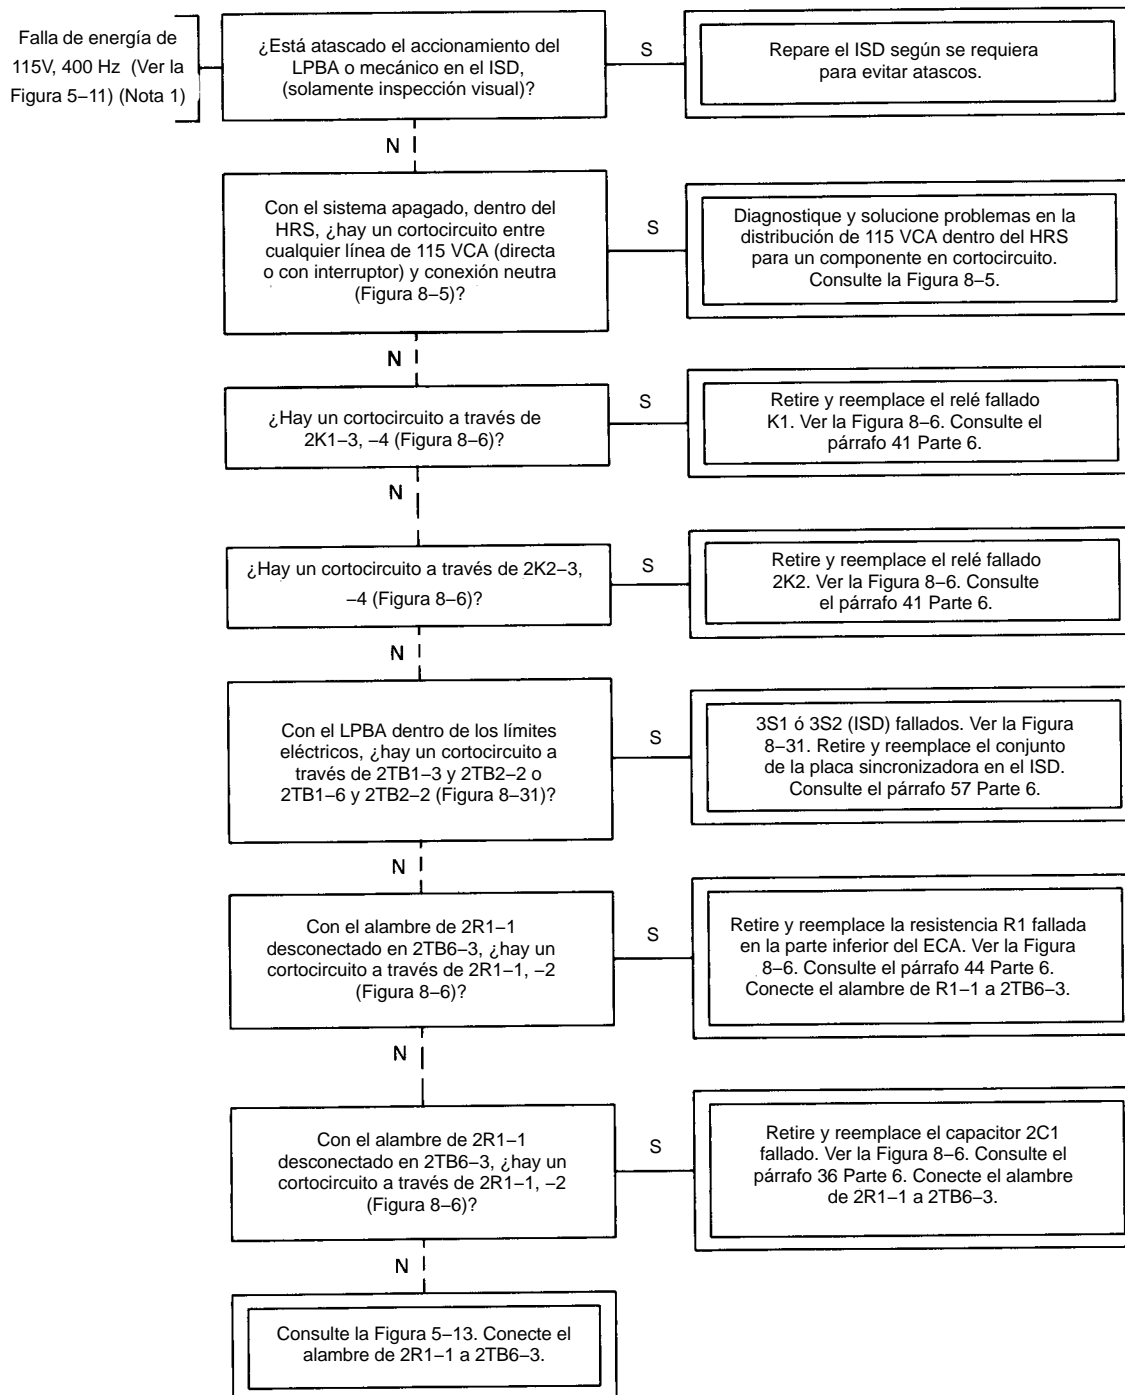 Falla de energía de
115V, 400 Hz (Ver la
Figura 5–11) (Nota 1)
¿Está atascado el accionamiento del
LPBA o mecánico en el ISD,
(solamente inspección visual)?
S
Repare el ISD según se requiera
para evitar atascos.
N
Con el sistema apagado, dentro del
HRS, ¿hay un cortocircuito entre
cualquier línea de 115 VCA (directa
o con interruptor) y conexión neutra
(Figura 8–5)?
S
Diagnostique y solucione problemas en la
distribución de 115 VCA dentro del HRS
para un componente en cortocircuito.
Consulte la Figura 8–5.
N
¿Hay un cortocircuito a través de
2K1–3, –4 (Figura 8–6)?
S
Retire y reemplace el relé fallado
K1. Ver la Figura 8–6. Consulte el
párrafo 41 Parte 6.
N
¿Hay un cortocircuito a través de 2K2–3,
–4 (Figura 8–6)?
S
Retire y reemplace el relé fallado
2K2. Ver la Figura 8–6. Consulte
el párrafo 41 Parte 6.
N
Con el LPBA dentro de los límites
eléctricos, ¿hay un cortocircuito a
través de 2TB1–3 y 2TB2–2 o
2TB1–6 y 2TB2–2 (Figura 8–31)?
S
3S1 ó 3S2 (ISD) fallados. Ver la Figura
8–31. Retire y reemplace el conjunto
de la placa sincronizadora en el ISD.
Consulte el párrafo 57 Parte 6.
N
Con el alambre de 2R1–1
desconectado en 2TB6–3, ¿hay un
cortocircuito a través de 2R1–1, –2
(Figura 8–6)?
S
Retire y reemplace la resistencia R1 fallada
en la parte inferior del ECA. Ver la Figura
8–6. Consulte el párrafo 44 Parte 6.
Conecte el alambre de R1–1 a 2TB6–3.
N
Con el alambre de 2R1–1
desconectado en 2TB6–3, ¿hay un
cortocircuito a través de 2R1–1, –2
(Figura 8–6)?
S
Retire y reemplace el capacitor 2C1
fallado. Ver la Figura 8–6. Consulte el
párrafo 36 Parte 6. Conecte el alambre
de 2R1–1 a 2TB6–3.
N
Consulte la Figura 5–13. Conecte el
alambre de 2R1–1 a 2TB6–3.